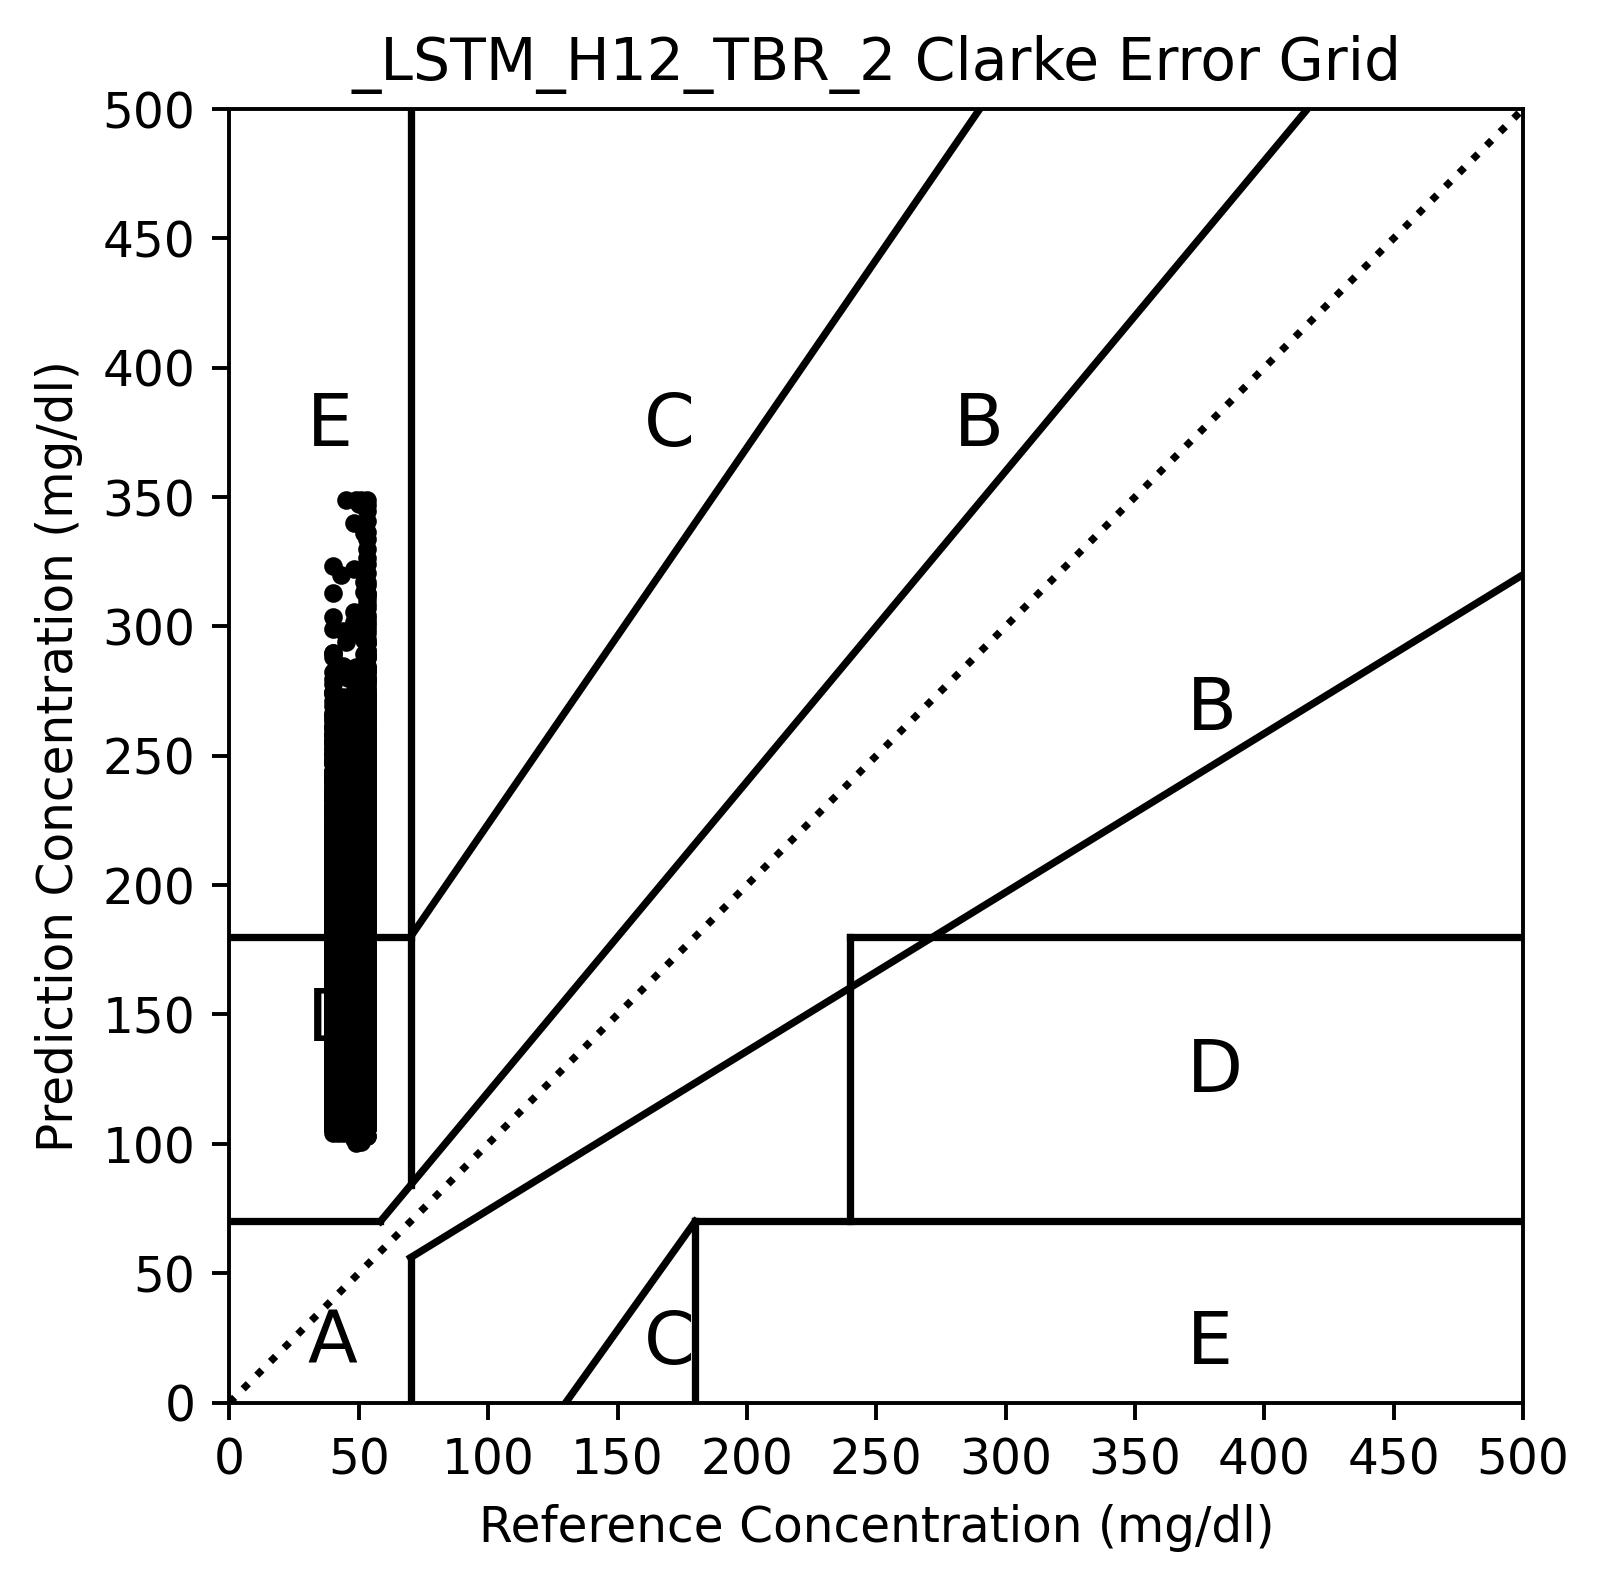 _LSTM_H12_TBR_2 Clarke Error Grid
500
450
400
350
300
250
200
150
100
50
0
Prediction Concentration (mg/dl)
E
C
B
B
D
A
C
E
0 50 100 150 200 250 300 350 400 450 500
Reference Concentration (mg/dl)